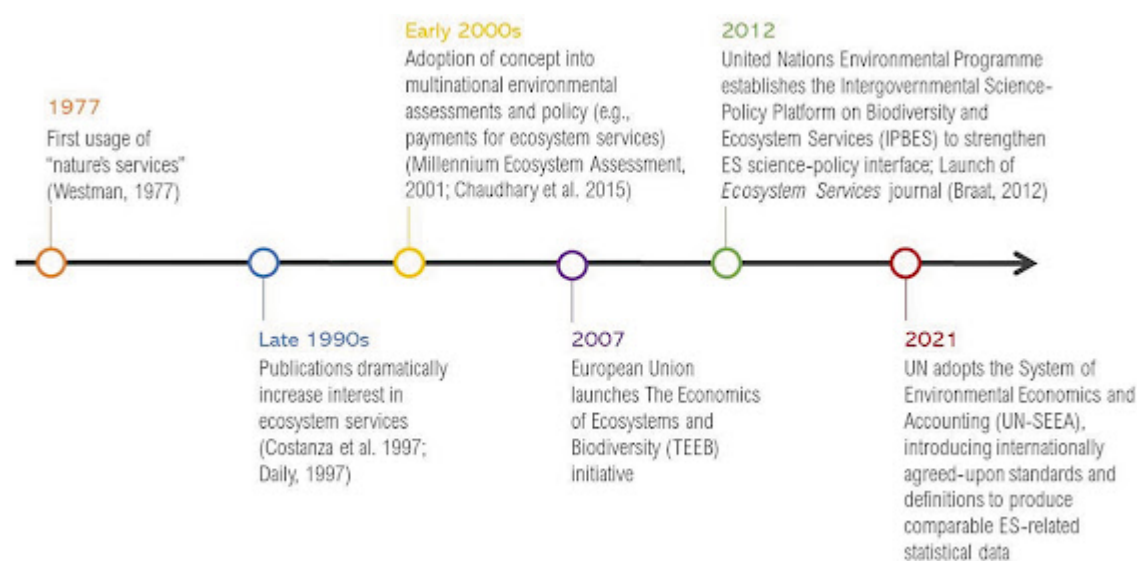 1977
First usage of
“nature's services”
(Westman, 1977)
Late 1990s
Publications dramatically
increase interest in
ecosystem services
(Costanza et al. 1997;
Daily, 1997)
Early 2000s
Adoption of concept into
multinational environmental
assessments and policy (e.g.,
payments for ecosystem services)
(Millennium Ecosystem Assessment,
2001; Chaudhary et al. 2015)
2007
European Union
launches The Economics
of Ecosystems and
Biodiversity (TEEB)
initiative
2012
United Nations Environmental Programme
establishes the Intergovernmental Science-
Policy Platform on Biodiversity and
Ecosystem Services (IPBES) to strengthen
ES science-policy interface; Launch of
Ecosystem Services journal (Braat, 2012)
2021
UN adopts the System of
Environmental Economics and
Accounting (UN-SEEA),
introducing internationally
agreed-upon standards and
definitions to produce
comparable ES-related
statistical data